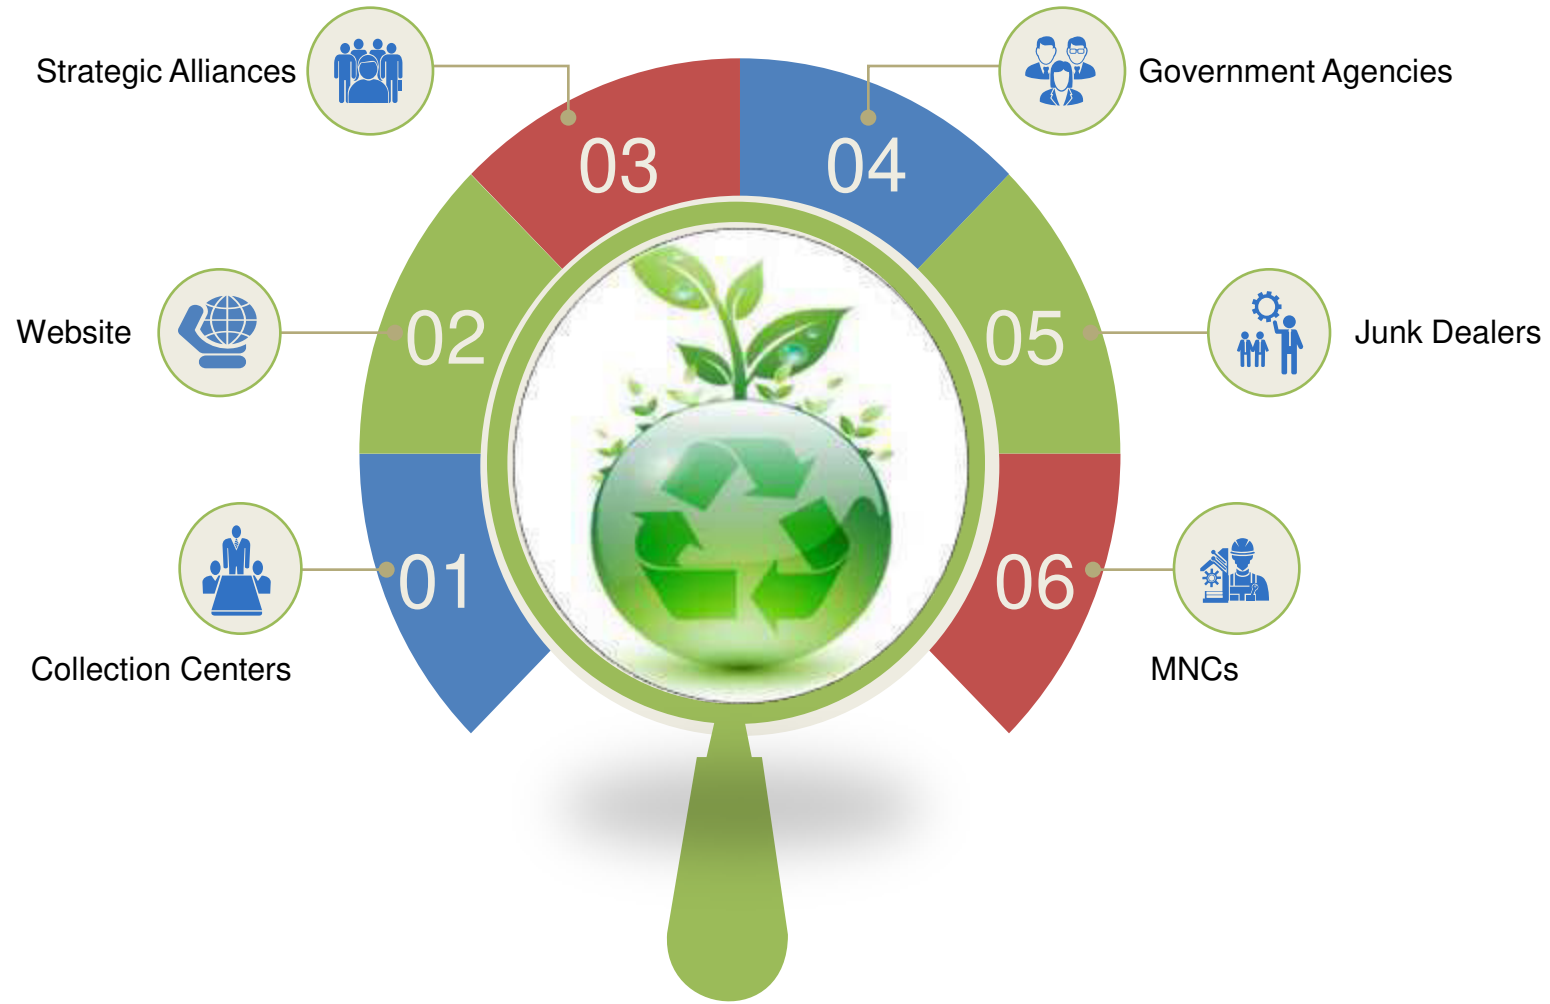 Strategic Alliances
Government Agencies
03
04
Website
02
05
Junk Dealers
01
06
Collection Centers
MNCs